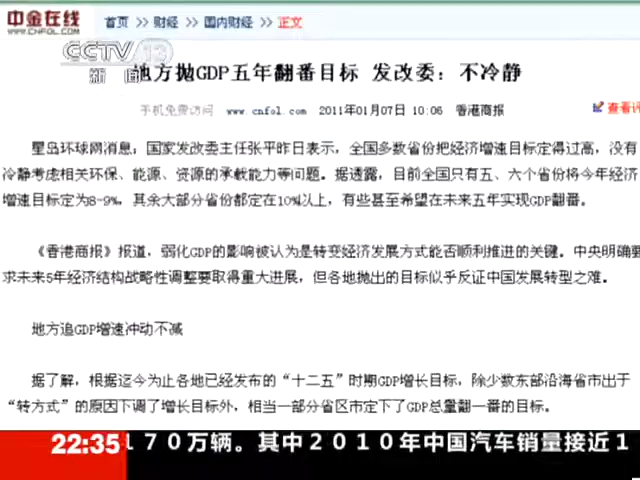 中金在线
WWW.CNFOL.COM
首页 >> 财经 >> 国内财经 >> 正文
CCTV 13
新闻
地方抛GDP五年翻番目标 发改委：不冷静
手机免费访问 www.cnfol.com 2011年01月07日 10:06 香港商报
查看评
星岛环球网消息：国家发改委主任张平昨日表示，全国多数省份把经济增速目标定得过高，没有
冷静考虑相关环保、能源、资源的承载能力等问题。据透露，目前全国只有五、六个省份将今年经济
增速目标定为8-9%，其余大部分省份都定在10%以上，有些甚至希望在未来五年实现GDP翻番。
《香港商报》报道，弱化GDP的影响被认为是转变经济发展方式能否顺利推进的关键。中央明确要
求未来5年经济结构战略性调整要取得重大进展，但各地抛出的目标似乎反证中国发展转型之难。
地方追GDP增速冲动不减
据了解，根据迄今为止各地已经发布的“十二五”时期GDP增长目标，除少数东部沿海省市出于
“转方式”的原因下调了增长目标外，相当一部分省区市定下了GDP总量翻一番的目标。
22:35
170万辆。其中2010年中国汽车销量接近1